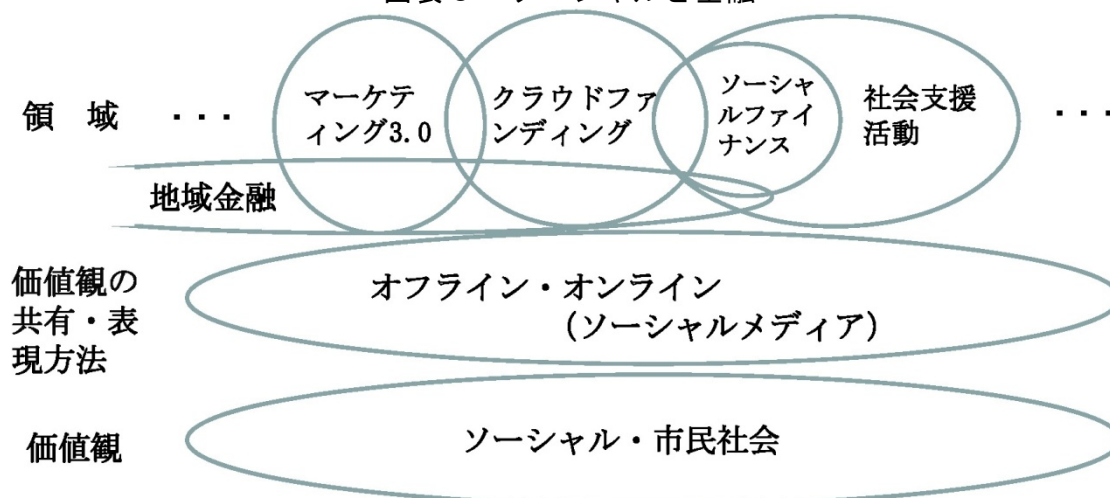 領 域
・・・
マーケテ
ィング3.0
クラウドファ
ンディング
ソーシャ
ルファイ
ナンス
社会支援
活動
・・・
地域金融
価値観の
共有・表
現方法
オフライン・オンライン
(ソーシャルメディア)
価値観
ソーシャル・市民社会